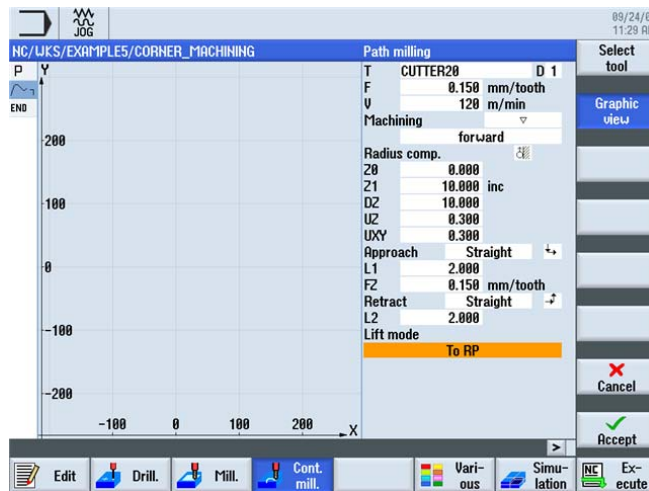 JOG
09/24/0
11:29 A
NC/WKS/EXAMPLE5/CORNER_MACHINING
Path milling
Select tool
P
END
Y
200
100
0
-100
-200
-100 0 100 200 X
T CUTTER20 D 1
F 0.150 mm/tooth
V 120 m/min
Machining ▽
forward
Radius comp.
Z0 0.000
Z1 10.000 inc
DZ 10.000
UZ 0.300
UXY 0.300
Approach Straight
L1 2.000
FZ 0.150 mm/tooth
Retract Straight
L2 2.000
Lift mode
To RP
Graphic view
Cancel
Accept
>
Edit
Drill.
Mill.
Cont. mill.
Vari- ous
Simu- lation
NC Ex- ecute